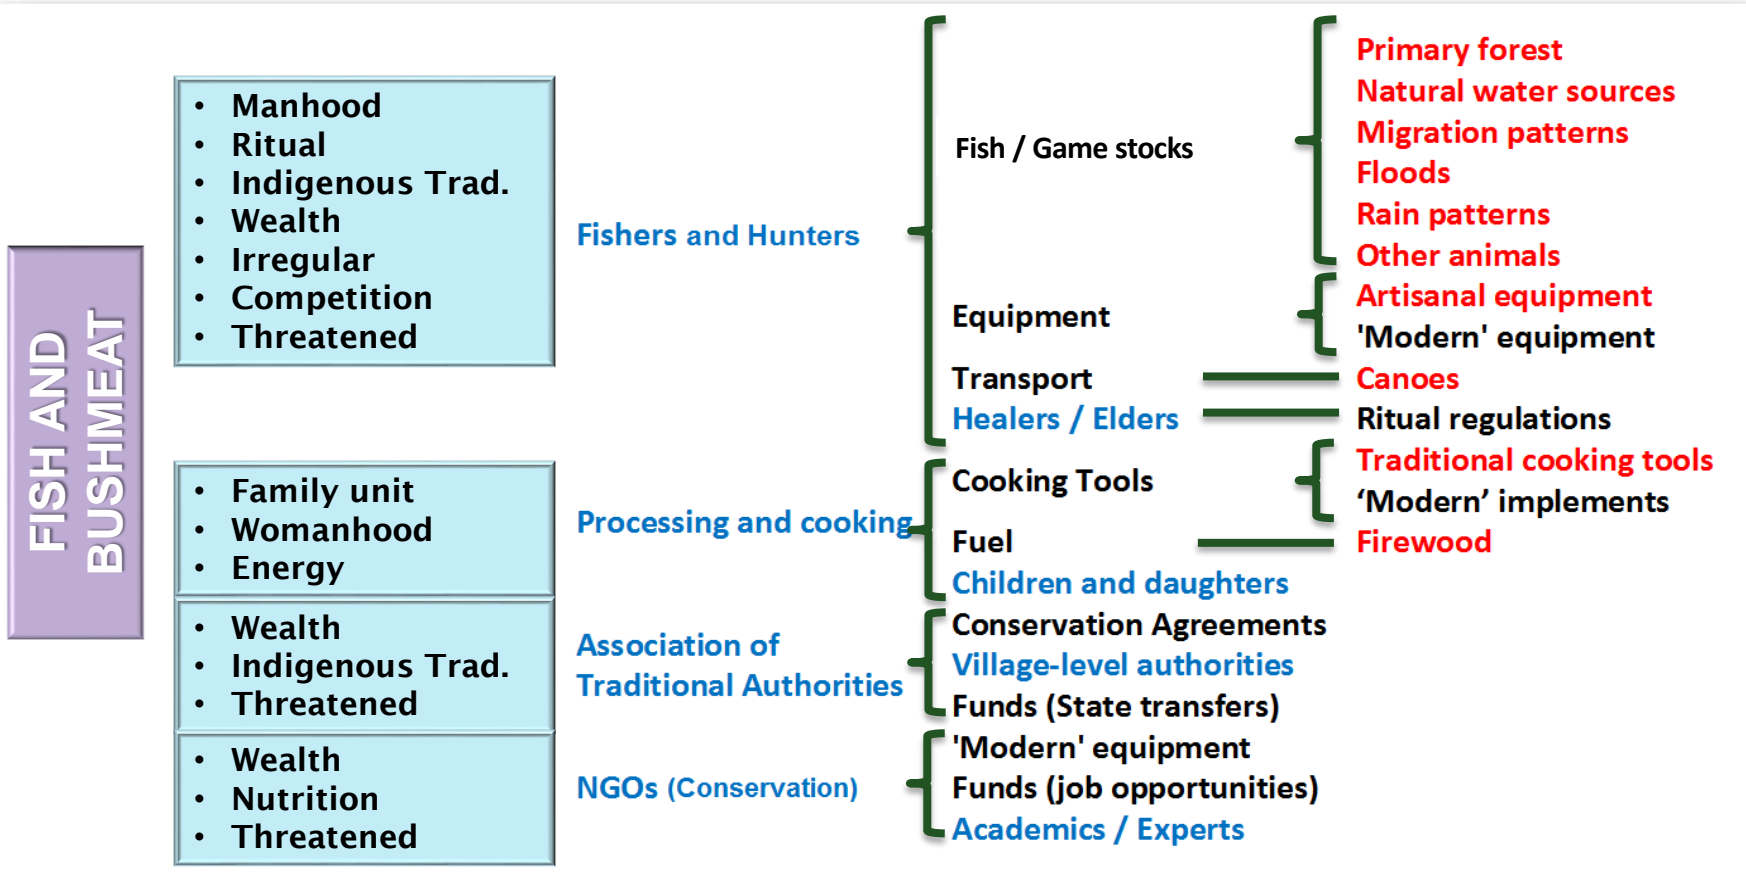 FISH AND
BUSHMEAT
• Manhood
• Ritual
• Indigenous Trad.
• Wealth
• Irregular
• Competition
• Threatened
Fishers and Hunters
Fish / Game stocks
Primary forest
Natural water sources
Migration patterns
Floods
Rain patterns
Other animals
Equipment
Artisanal equipment
'Modern' equipment
Transport
Canoes
Healers / Elders
Ritual regulations
• Family unit
• Womanhood
• Energy
Processing and cooking
Cooking Tools
Traditional cooking tools
‘Modern’ implements
Fuel
Firewood
Children and daughters
• Wealth
• Indigenous Trad.
• Threatened
Association of
Traditional Authorities
Conservation Agreements
Village-level authorities
Funds (State transfers)
• Wealth
• Nutrition
• Threatened
NGOs (Conservation)
'Modern' equipment
Funds (job opportunities)
Academics / Experts